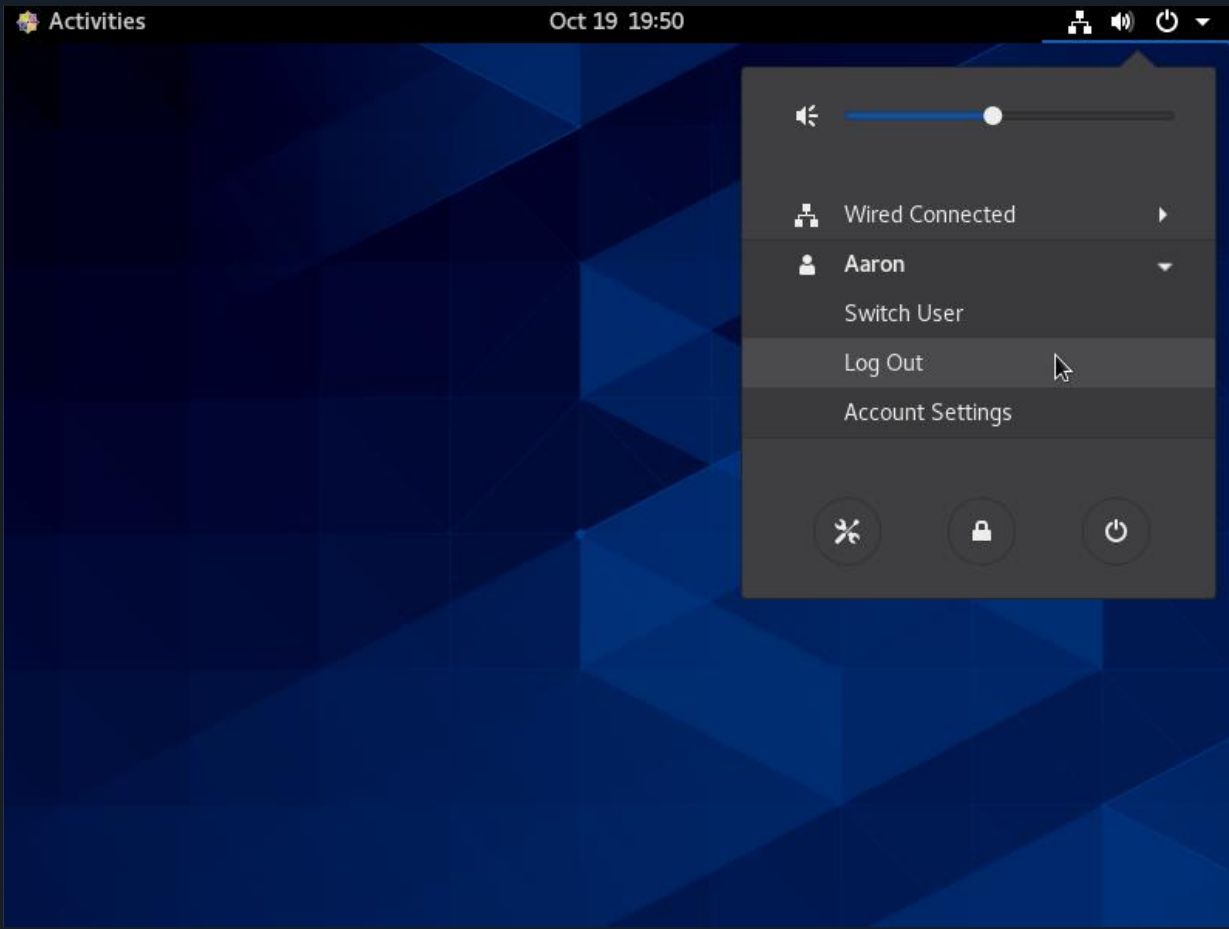 Activities
Oct 19 19:50
Wired Connected
Aaron
Switch User
Log Out
Account Settings